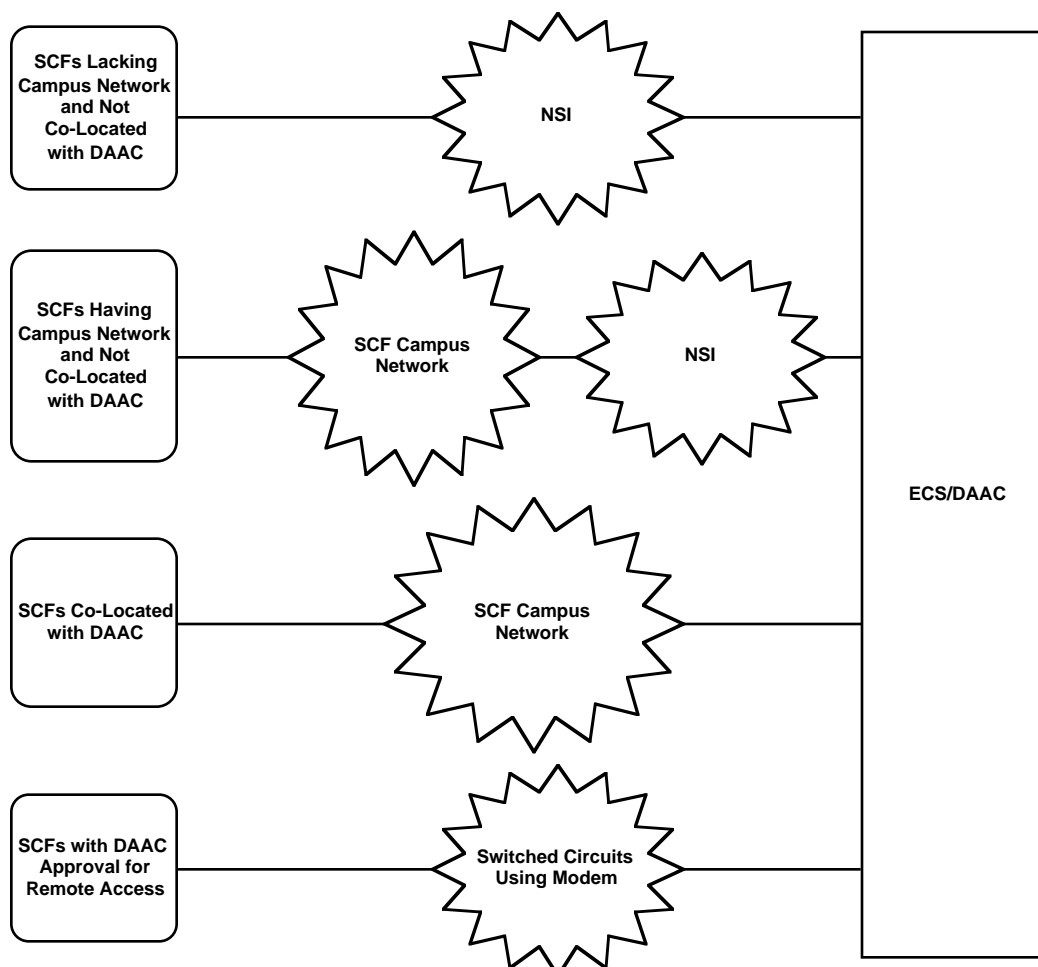 SCFs Lacking
Campus Network
and Not
Co-Located
with DAAC
NSI
SCFs Having
Campus Network
and Not
Co-Located
with DAAC
SCF Campus
Network
NSI
ECS/DAAC
SCFs Co-Located
with DAAC
SCF Campus
Network
SCFs with DAAC
Approval for
Remote Access
Switched Circuits
Using Modem